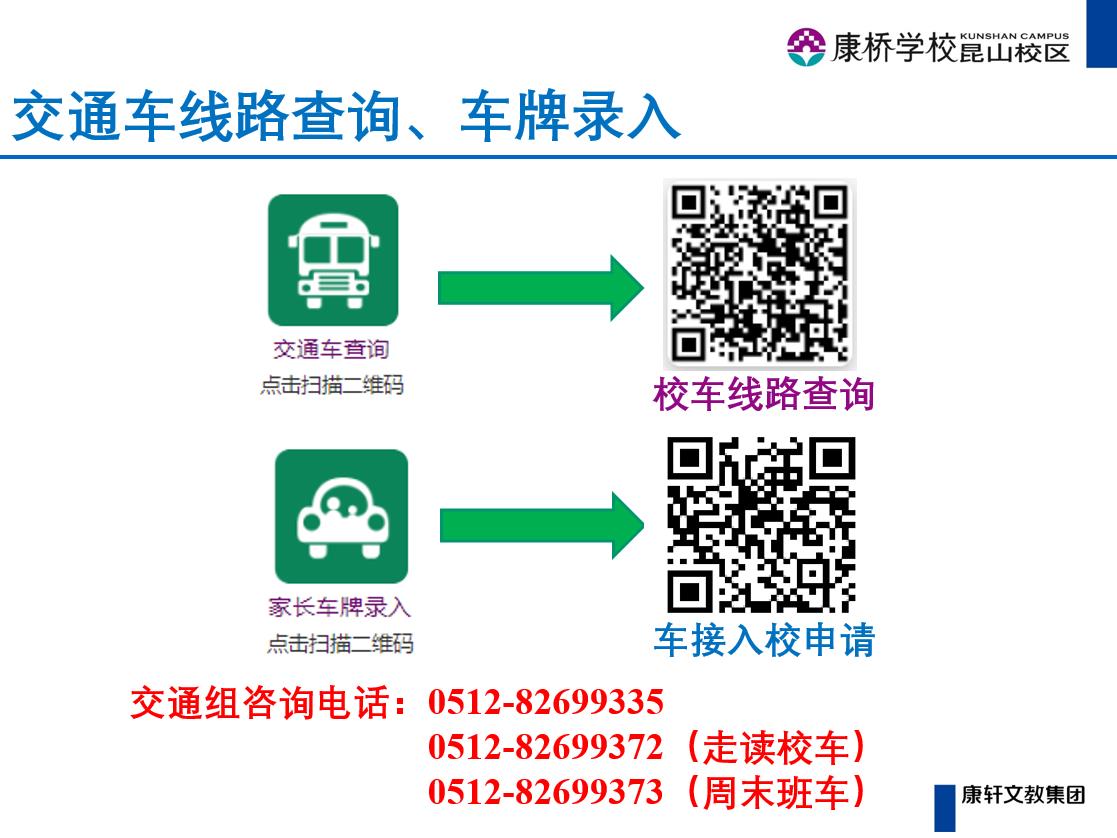 康桥学校 KUNSHAN CAMPUS
昆山校区
交通车线路查询、车牌录入
交通车查询
点击扫描二维码
校车线路查询
家长车牌录入
点击扫描二维码
车接入校申请
交通组咨询电话：0512-82699335
0512-82699372（走读校车）
0512-82699373（周末班车）
康轩文教集团